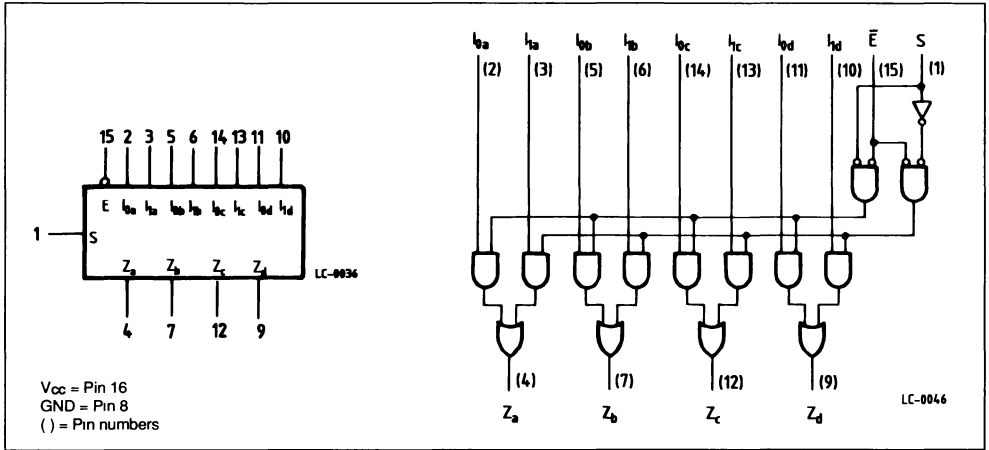 15 2 3 5 6 14 13 11 10
E I0a I1a I0b I1b I0c I1c I0d I1d
1 S
Za Zb Zc Zd
LC-0036
4 7 12 9
VCC = Pin 16
GND = Pin 8
( ) = Pin numbers
I0a I1a I0b I1b I0c I1c I0d I1d E̅ S
(2) (3) (5) (6) (14) (13) (11) (10) (15) (1)
(4) (7) (12) (9)
Za Zb Zc Zd
LC-0046